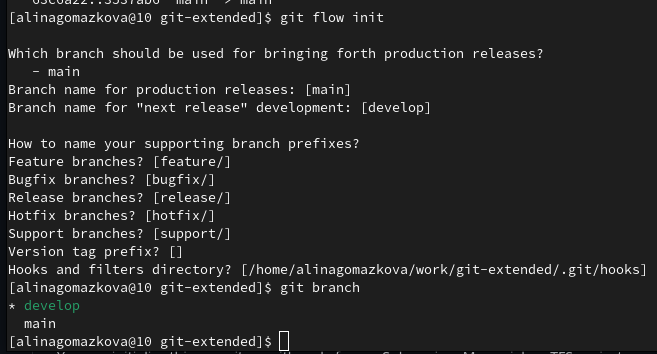 63c6a22..3537ab0  main -> main
[alinagomazkova@10 git-extended]$ git flow init

Which branch should be used for bringing forth production releases?
   - main
Branch name for production releases: [main]
Branch name for "next release" development: [develop]

How to name your supporting branch prefixes?
Feature branches? [feature/]
Bugfix branches? [bugfix/]
Release branches? [release/]
Hotfix branches? [hotfix/]
Support branches? [support/]
Version tag prefix? []
Hooks and filters directory? [/home/alinagomazkova/work/git-extended/.git/hooks]
[alinagomazkova@10 git-extended]$ git branch
* develop
  main
[alinagomazkova@10 git-extended]$